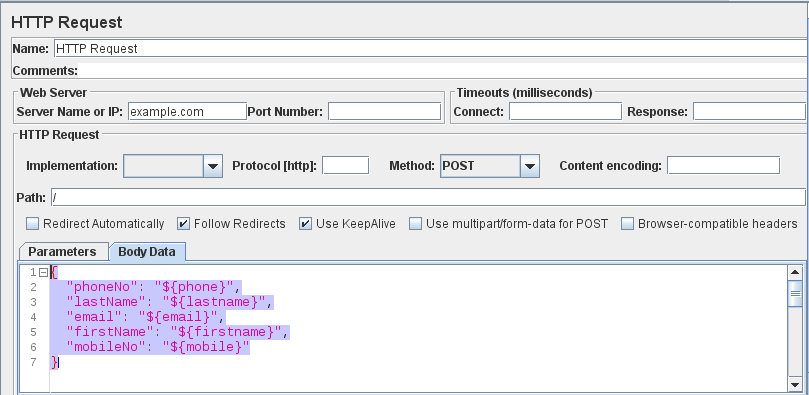 HTTP Request
Name: HTTP Request
Comments:
Web Server
Timeouts (milliseconds)
Server Name or IP: example.com Port Number:
Connect: Response:
HTTP Request
Implementation: Protocol [http]: Method: POST Content encoding:
Path: /
Redirect Automatically Follow Redirects Use KeepAlive Use multipart/form-data for POST Browser-compatible headers
Parameters Body Data
1 {
2 "phoneNo": "${phone}",
3 "lastName": "${lastname}",
4 "email": "${email}",
5 "firstName": "${firstname}",
6 "mobileNo": "${mobile}"
7 }